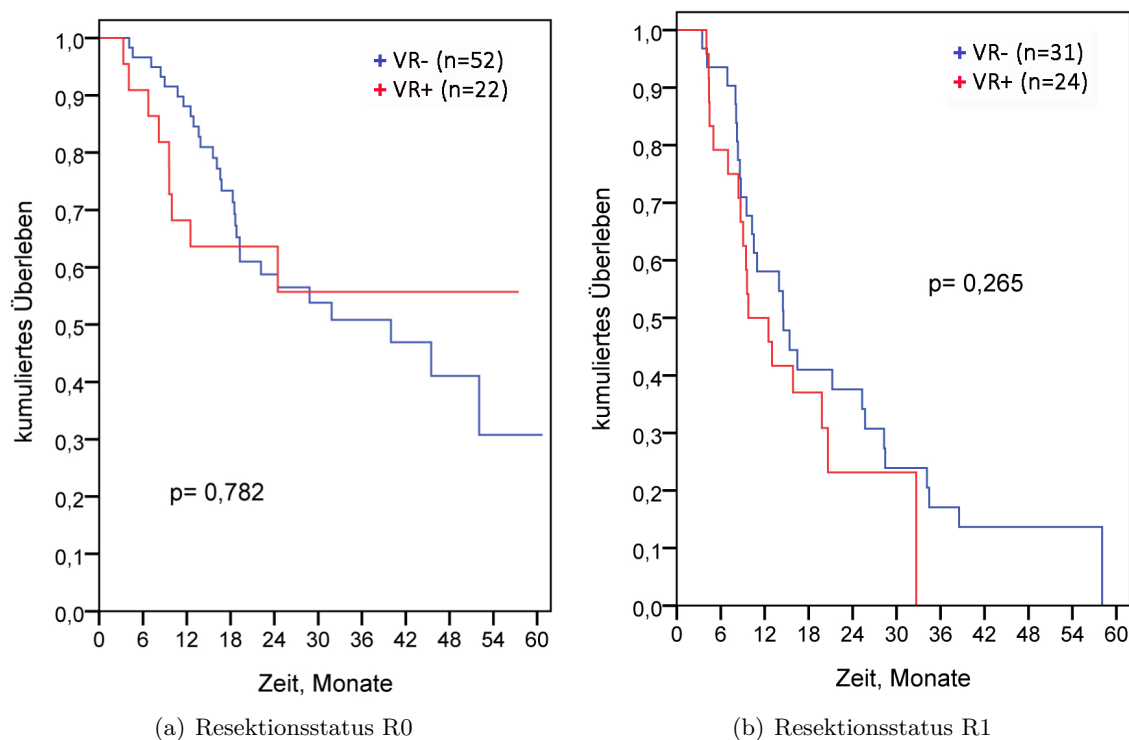 kumuliertes Überleben
1,0
0,9
0,8
0,7
0,6
0,5
0,4
0,3
0,2
0,1
0,0
VR- (n=52)
VR+ (n=22)
p= 0,782
0 6 12 18 24 30 36 42 48 54 60
Zeit, Monate
(a) Resektionsstatus R0
kumuliertes Überleben
1,0
0,9
0,8
0,7
0,6
0,5
0,4
0,3
0,2
0,1
0,0
VR- (n=31)
VR+ (n=24)
p= 0,265
0 6 12 18 24 30 36 42 48 54 60
Zeit, Monate
(b) Resektionsstatus R1